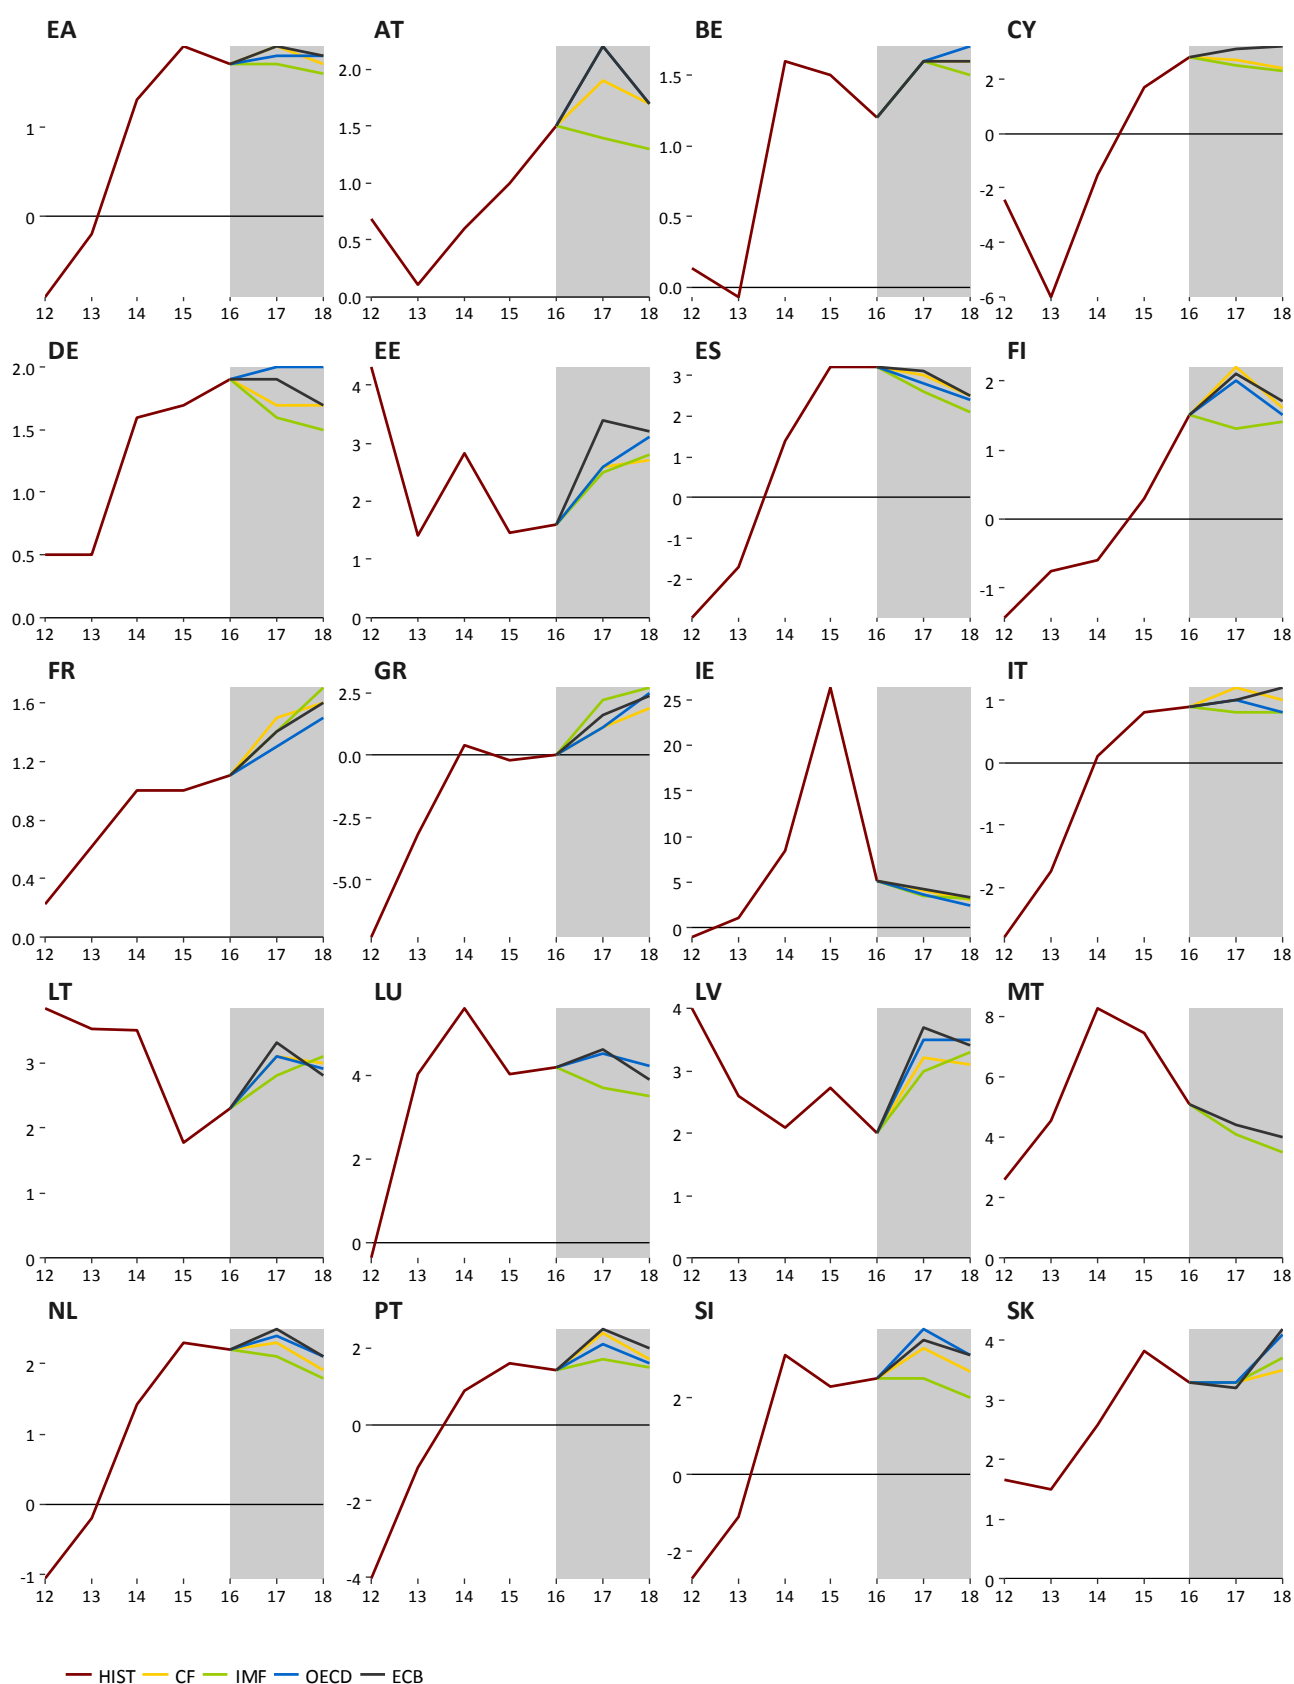 EA AT BE CY
1 0
2.0 1.5 1.0 0.5 0.0
1.5 1.0 0.5 0.0
2 0 -2 -4 -6
12 13 14 15 16 17 18 12 13 14 15 16 17 18 12 13 14 15 16 17 18 12 13 14 15 16 17 18
DE EE ES FI
2.0 1.5 1.0 0.5 0.0
4 3 2 1 0
3 2 1 0 -1 -2
2 1 0 -1
12 13 14 15 16 17 18 12 13 14 15 16 17 18 12 13 14 15 16 17 18 12 13 14 15 16 17 18
FR GR IE IT
1.6 1.2 0.8 0.4 0.0
2.5 0.0 -2.5 -5.0
25 20 15 10 5 0
1 0 -1 -2
12 13 14 15 16 17 18 12 13 14 15 16 17 18 12 13 14 15 16 17 18 12 13 14 15 16 17 18
LT LU LV MT
3 2 1 0
4 2 0
4 3 2 1 0
8 6 4 2 0
12 13 14 15 16 17 18 12 13 14 15 16 17 18 12 13 14 15 16 17 18 12 13 14 15 16 17 18
NL PT SI SK
2 1 0 -1
2 0 -2 -4
2 0 -2
4 3 2 1 0
12 13 14 15 16 17 18 12 13 14 15 16 17 18 12 13 14 15 16 17 18 12 13 14 15 16 17 18
HIST CF IMF OECD ECB